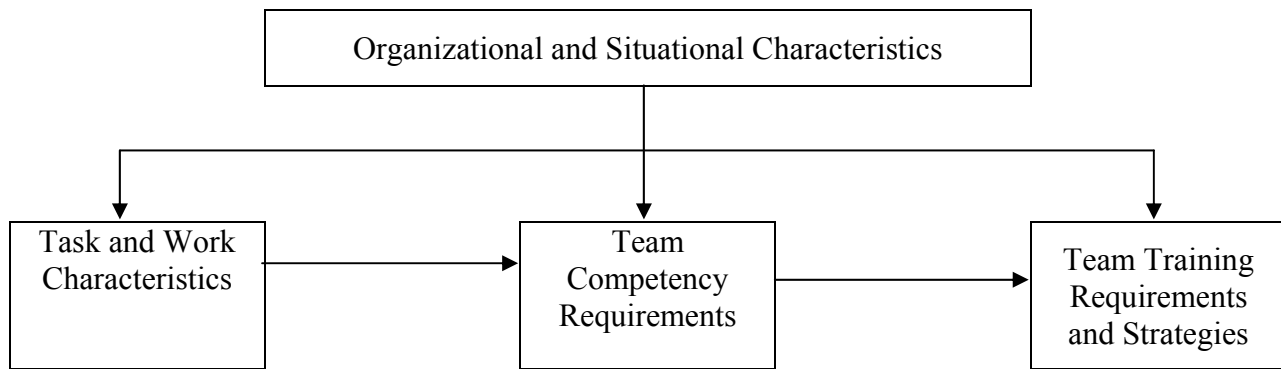 Organizational and Situational Characteristics
Task and Work
Characteristics
Team
Competency
Requirements
Team Training
Requirements
and Strategies